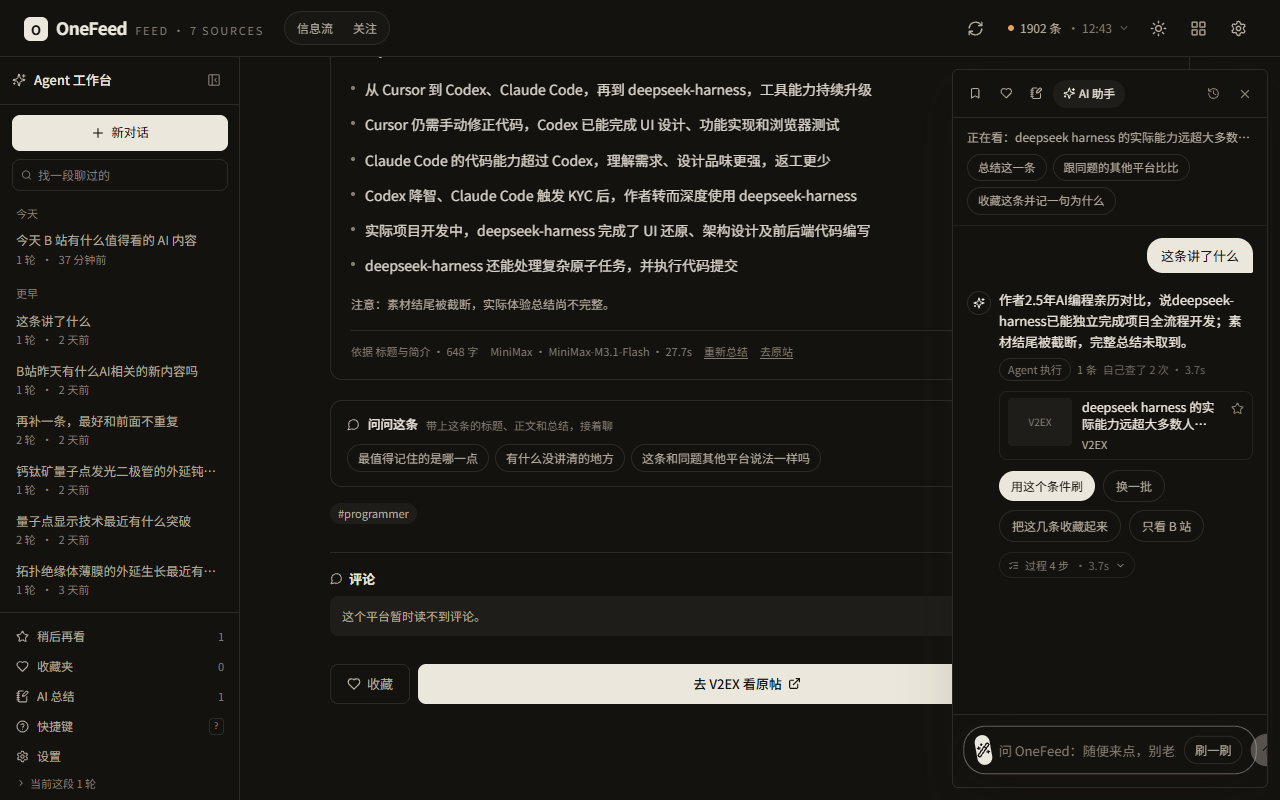 O OneFeed FEED • 7 SOURCES 信息流 关注 1902 条 • 12:43
Agent 工作台
+ 新对话
找一段聊过的
今天
今天 B 站有什么值得看的 AI 内容
1 轮 • 37 分钟前
更早
这条讲了什么
1 轮 • 2 天前
B站昨天有什么AI相关的新内容吗
1 轮 • 2 天前
再补一条，最好和前面不重复
2 轮 • 2 天前
钙钛矿量子点发光二极管的外延钝…
1 轮 • 2 天前
量子点显示技术最近有什么突破
2 轮 • 2 天前
拓扑绝缘体薄膜的外延生长最近有…
1 轮 • 3 天前
稍后再看 1
收藏夹 0
AI 总结 1
快捷键 ?
设置
当前这段 1 轮
• 从 Cursor 到 Codex、Claude Code，再到 deepseek-harness，工具能力持续升级
• Cursor 仍需手动修正代码，Codex 已能完成 UI 设计、功能实现和浏览器测试
• Claude Code 的代码能力超过 Codex，理解需求、设计品味更强，返工更少
• Codex 降智、Claude Code 触发 KYC 后，作者转而深度使用 deepseek-harness
• 实际项目开发中，deepseek-harness 完成了 UI 还原、架构设计及前后端代码编写
• deepseek-harness 还能处理复杂原子任务，并执行代码提交
注意：素材结尾被截断，实际体验总结尚不完整。
依据 标题与简介 • 648 字 MiniMax • MiniMax-M3.1-Flash • 27.7s 重新总结 去原站
问问这条 带上这条的标题、正文和总结，接着聊
最值得记住的是哪一点 有什么没讲清的地方 这条和同题其他平台说法一样吗
#programmer
评论
这个平台暂时读不到评论。
收藏 去 V2EX 看原帖
AI 助手
正在看：deepseek harness 的实际能力远超大多数…
总结这一条 跟同题的其他平台比比
收藏这条并记一句为什么
这条讲了什么
作者2.5年AI编程亲历对比，说deepseek-
harness已能独立完成项目全流程开发；素
材结尾被截断，完整总结未取到。
Agent 执行 1 条 自己查了 2 次 • 3.7s
V2EX
deepseek harness 的实
际能力远超大多数人…
V2EX
用这个条件刷 换一批
把这几条收藏起来 只看 B 站
过程 4 步 • 3.7s
问 OneFeed：随便来点，别老 刷一刷